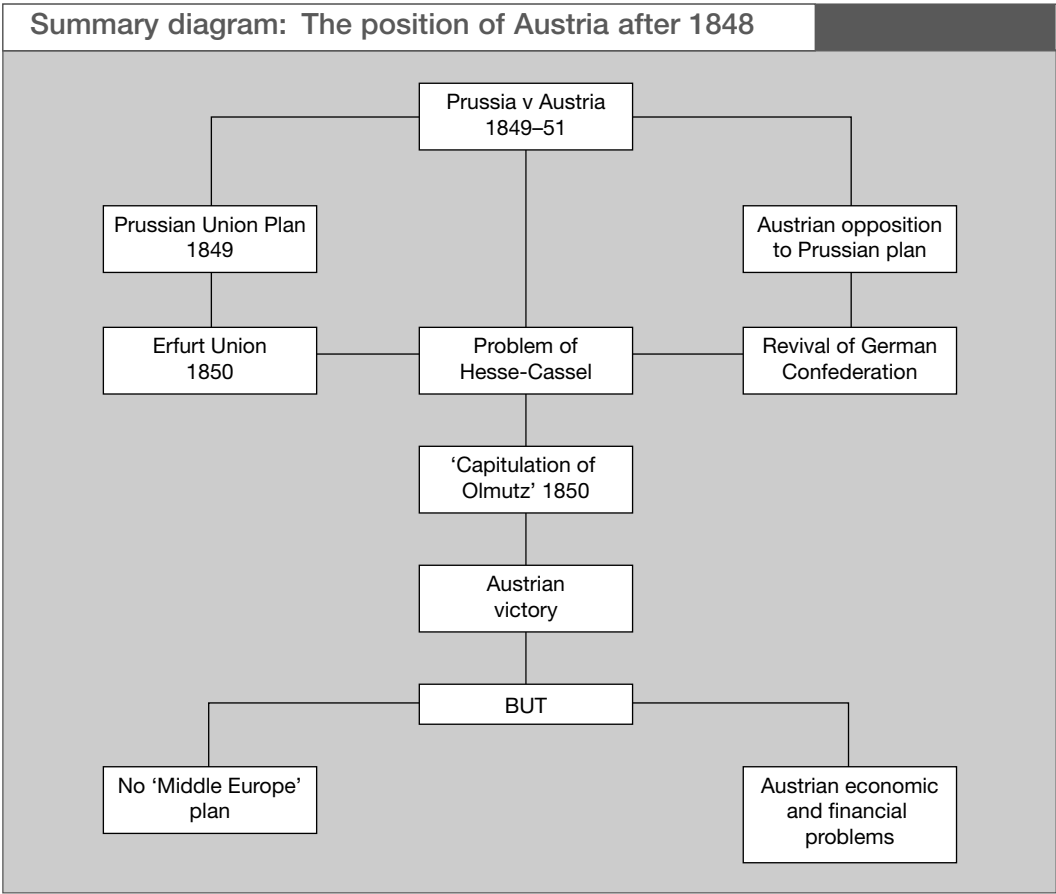 Summary diagram: The position of Austria after 1848
Prussia v Austria
1849–51
Prussian Union Plan
1849
Austrian opposition
to Prussian plan
Erfurt Union
1850
Problem of
Hesse-Cassel
Revival of German
Confederation
‘Capitulation of
Olmutz’ 1850
Austrian
victory
BUT
No ‘Middle Europe’
plan
Austrian economic
and financial
problems